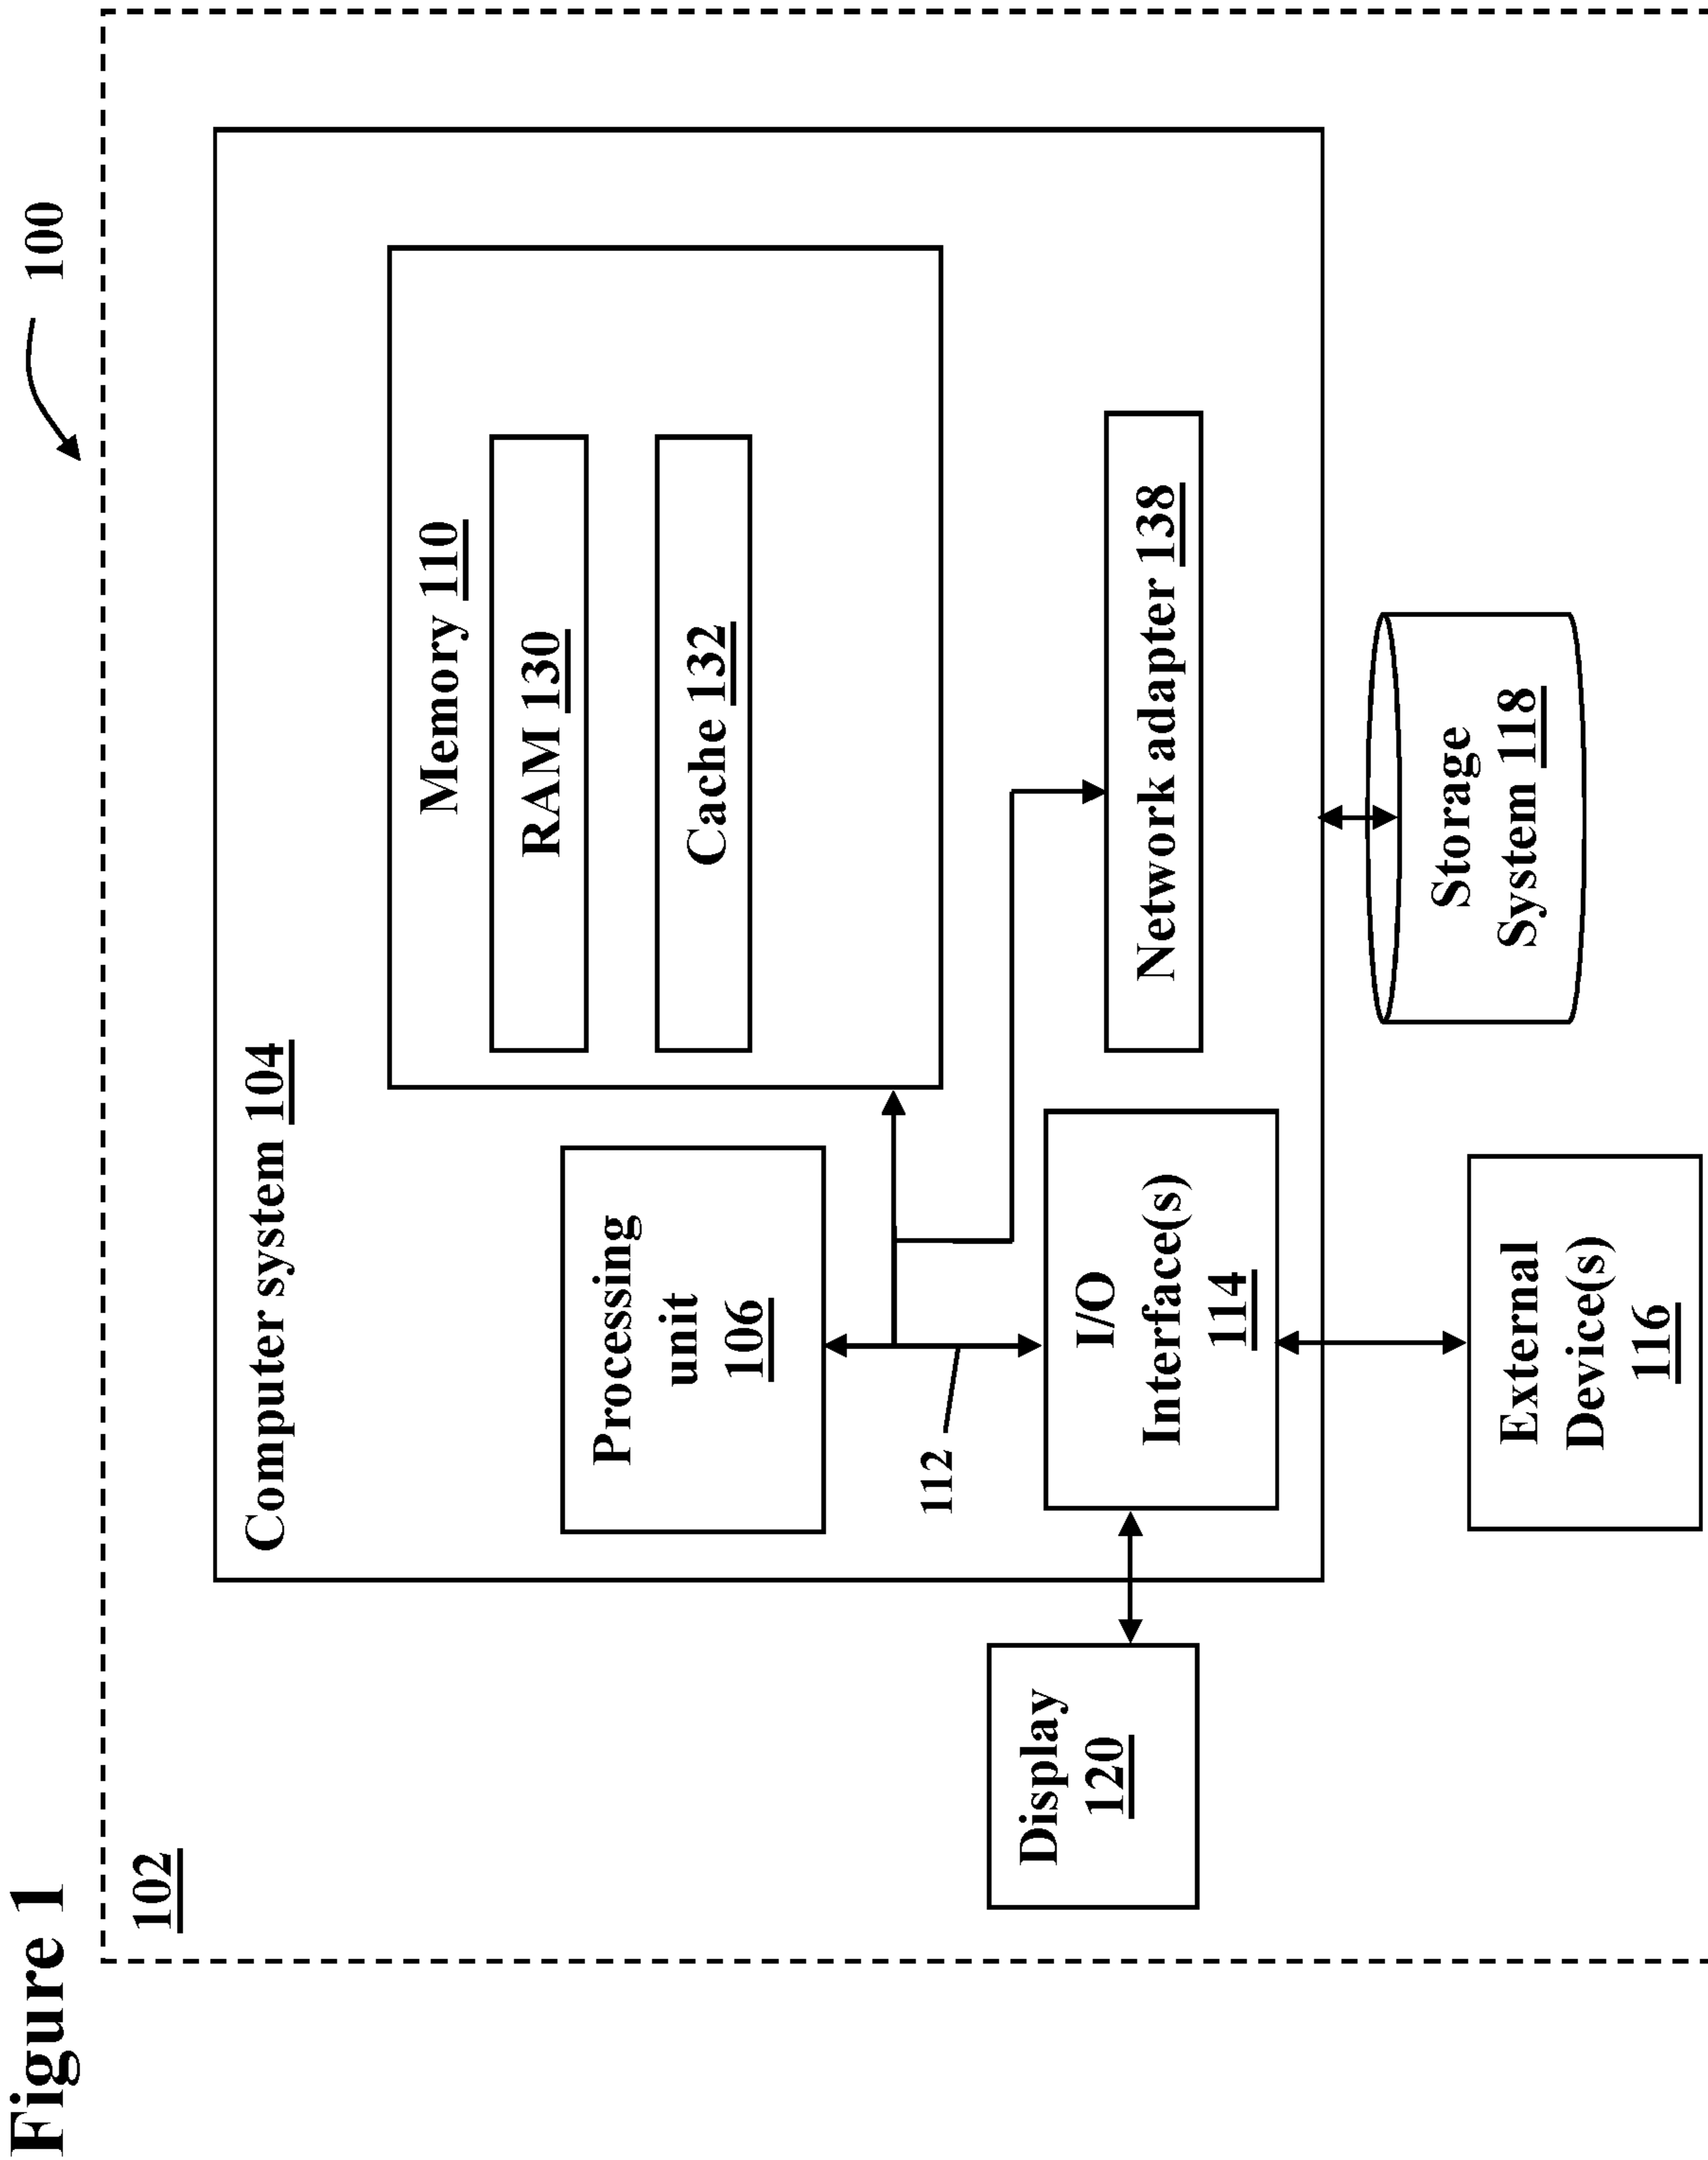 Figure 1
100
102
Computer system 104
Memory 110
RAM 130
Cache 132
Processing
unit
106
112
I/O
Interface(s)
114
Network adapter 138
Display
120
Storage
System 118
External
Device(s)
116